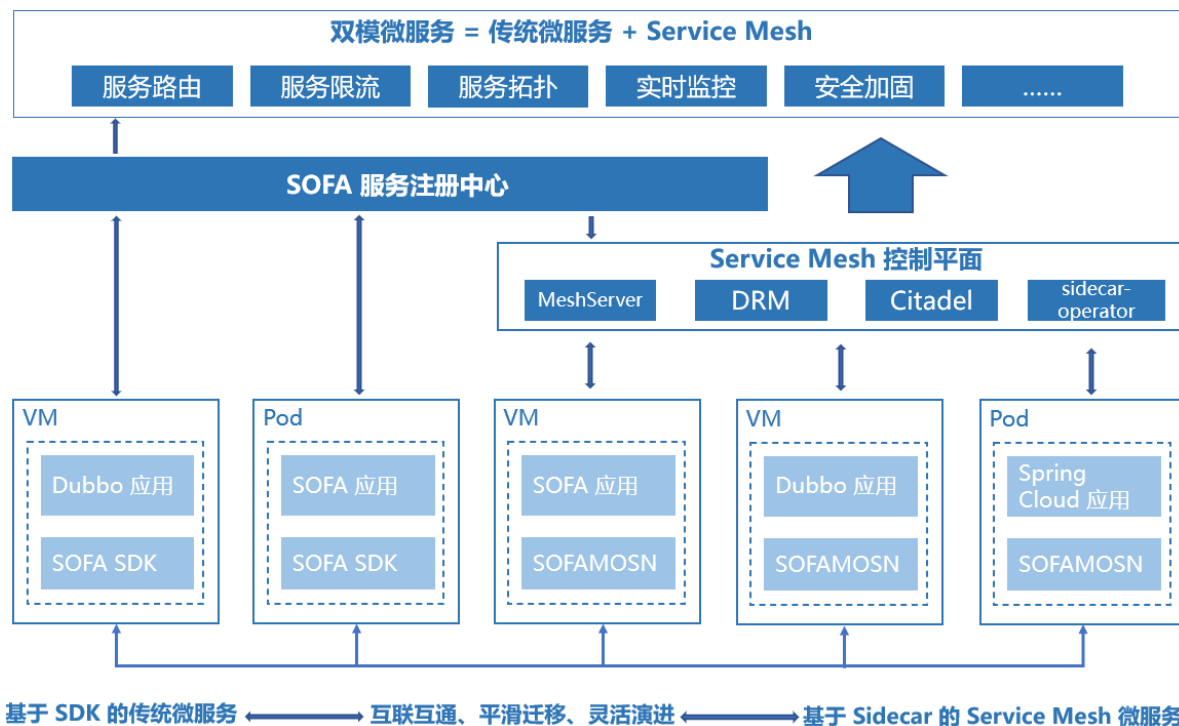 双模微服务 = 传统微服务 + Service Mesh
服务路由
服务限流
服务拓扑
实时监控
安全加固
......
SOFA 服务注册中心
Service Mesh 控制平面
MeshServer
DRM
Citadel
sidecar-
operator
VM
Dubbo 应用
SOFA SDK
Pod
SOFA 应用
SOFA SDK
VM
SOFA 应用
SOFAMOSN
VM
Dubbo 应用
SOFAMOSN
Pod
Spring
Cloud 应用
SOFAMOSN
基于 SDK 的传统微服务
互联互通、平滑迁移、灵活演进
基于 Sidecar 的 Service Mesh 微服务